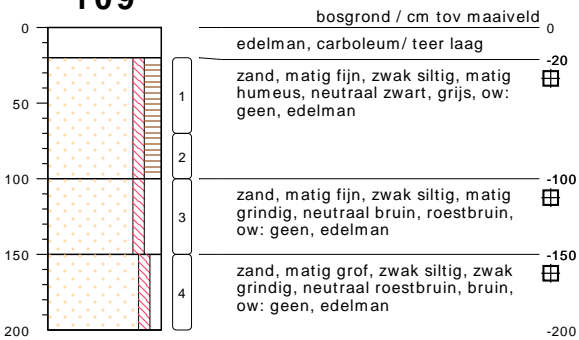 109
bosgrond / cm tov maaiveld
0
0
edelman, carboleum/ teer laag
-20
zand, matig fijn, zwak siltig, matig
humeus, neutraal zwart, grijs, ow:
geen, edelman
1
50
2
100
-100
zand, matig fijn, zwak siltig, matig
grindig, neutraal bruin, roestbruin,
ow: geen, edelman
3
150
-150
zand, matig grof, zwak siltig, zwak
grindig, neutraal roestbruin, bruin,
ow: geen, edelman
4
200
-200